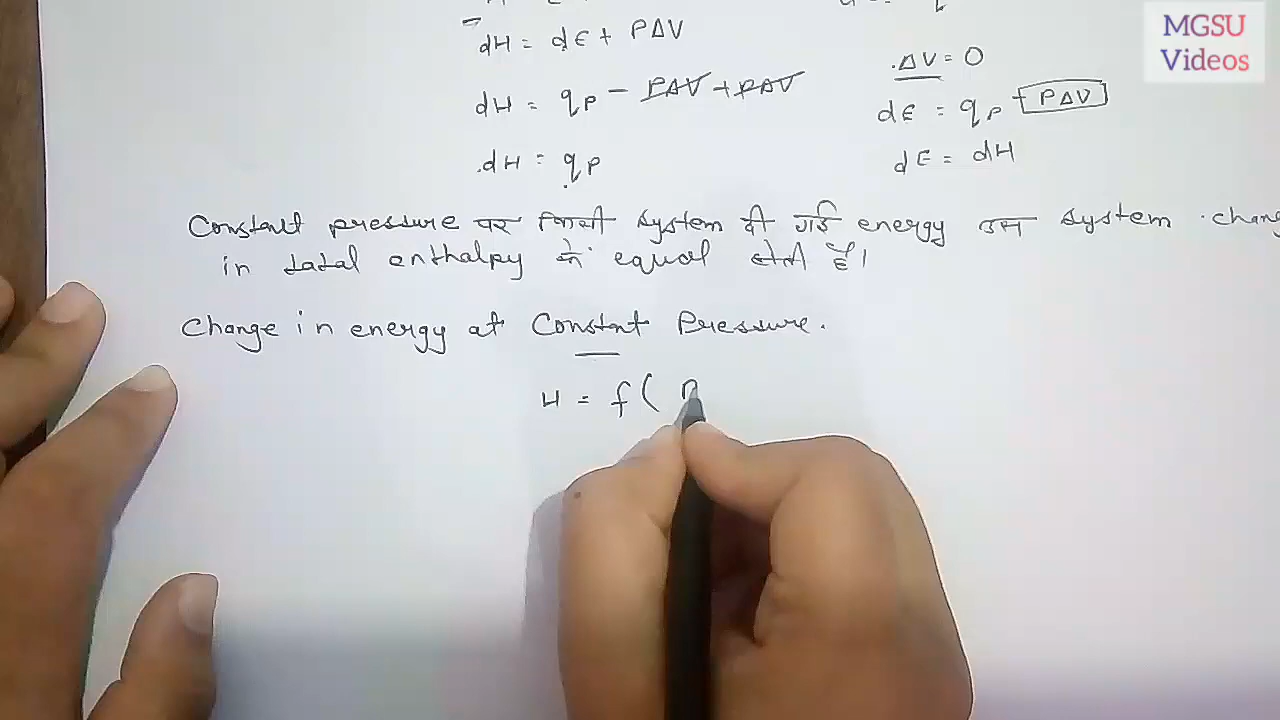 MGSU
Videos
dH = dE + PΔV
ΔV = 0
dH = qP - PΔV + PΔV
dE = qP + PΔV
dH = qP
dE = dH
Constant pressure पर किसी system दी गई energy उस system chang
in total enthalpy के equal होती है।
Change in energy at Constant Pressure.
H = f( P